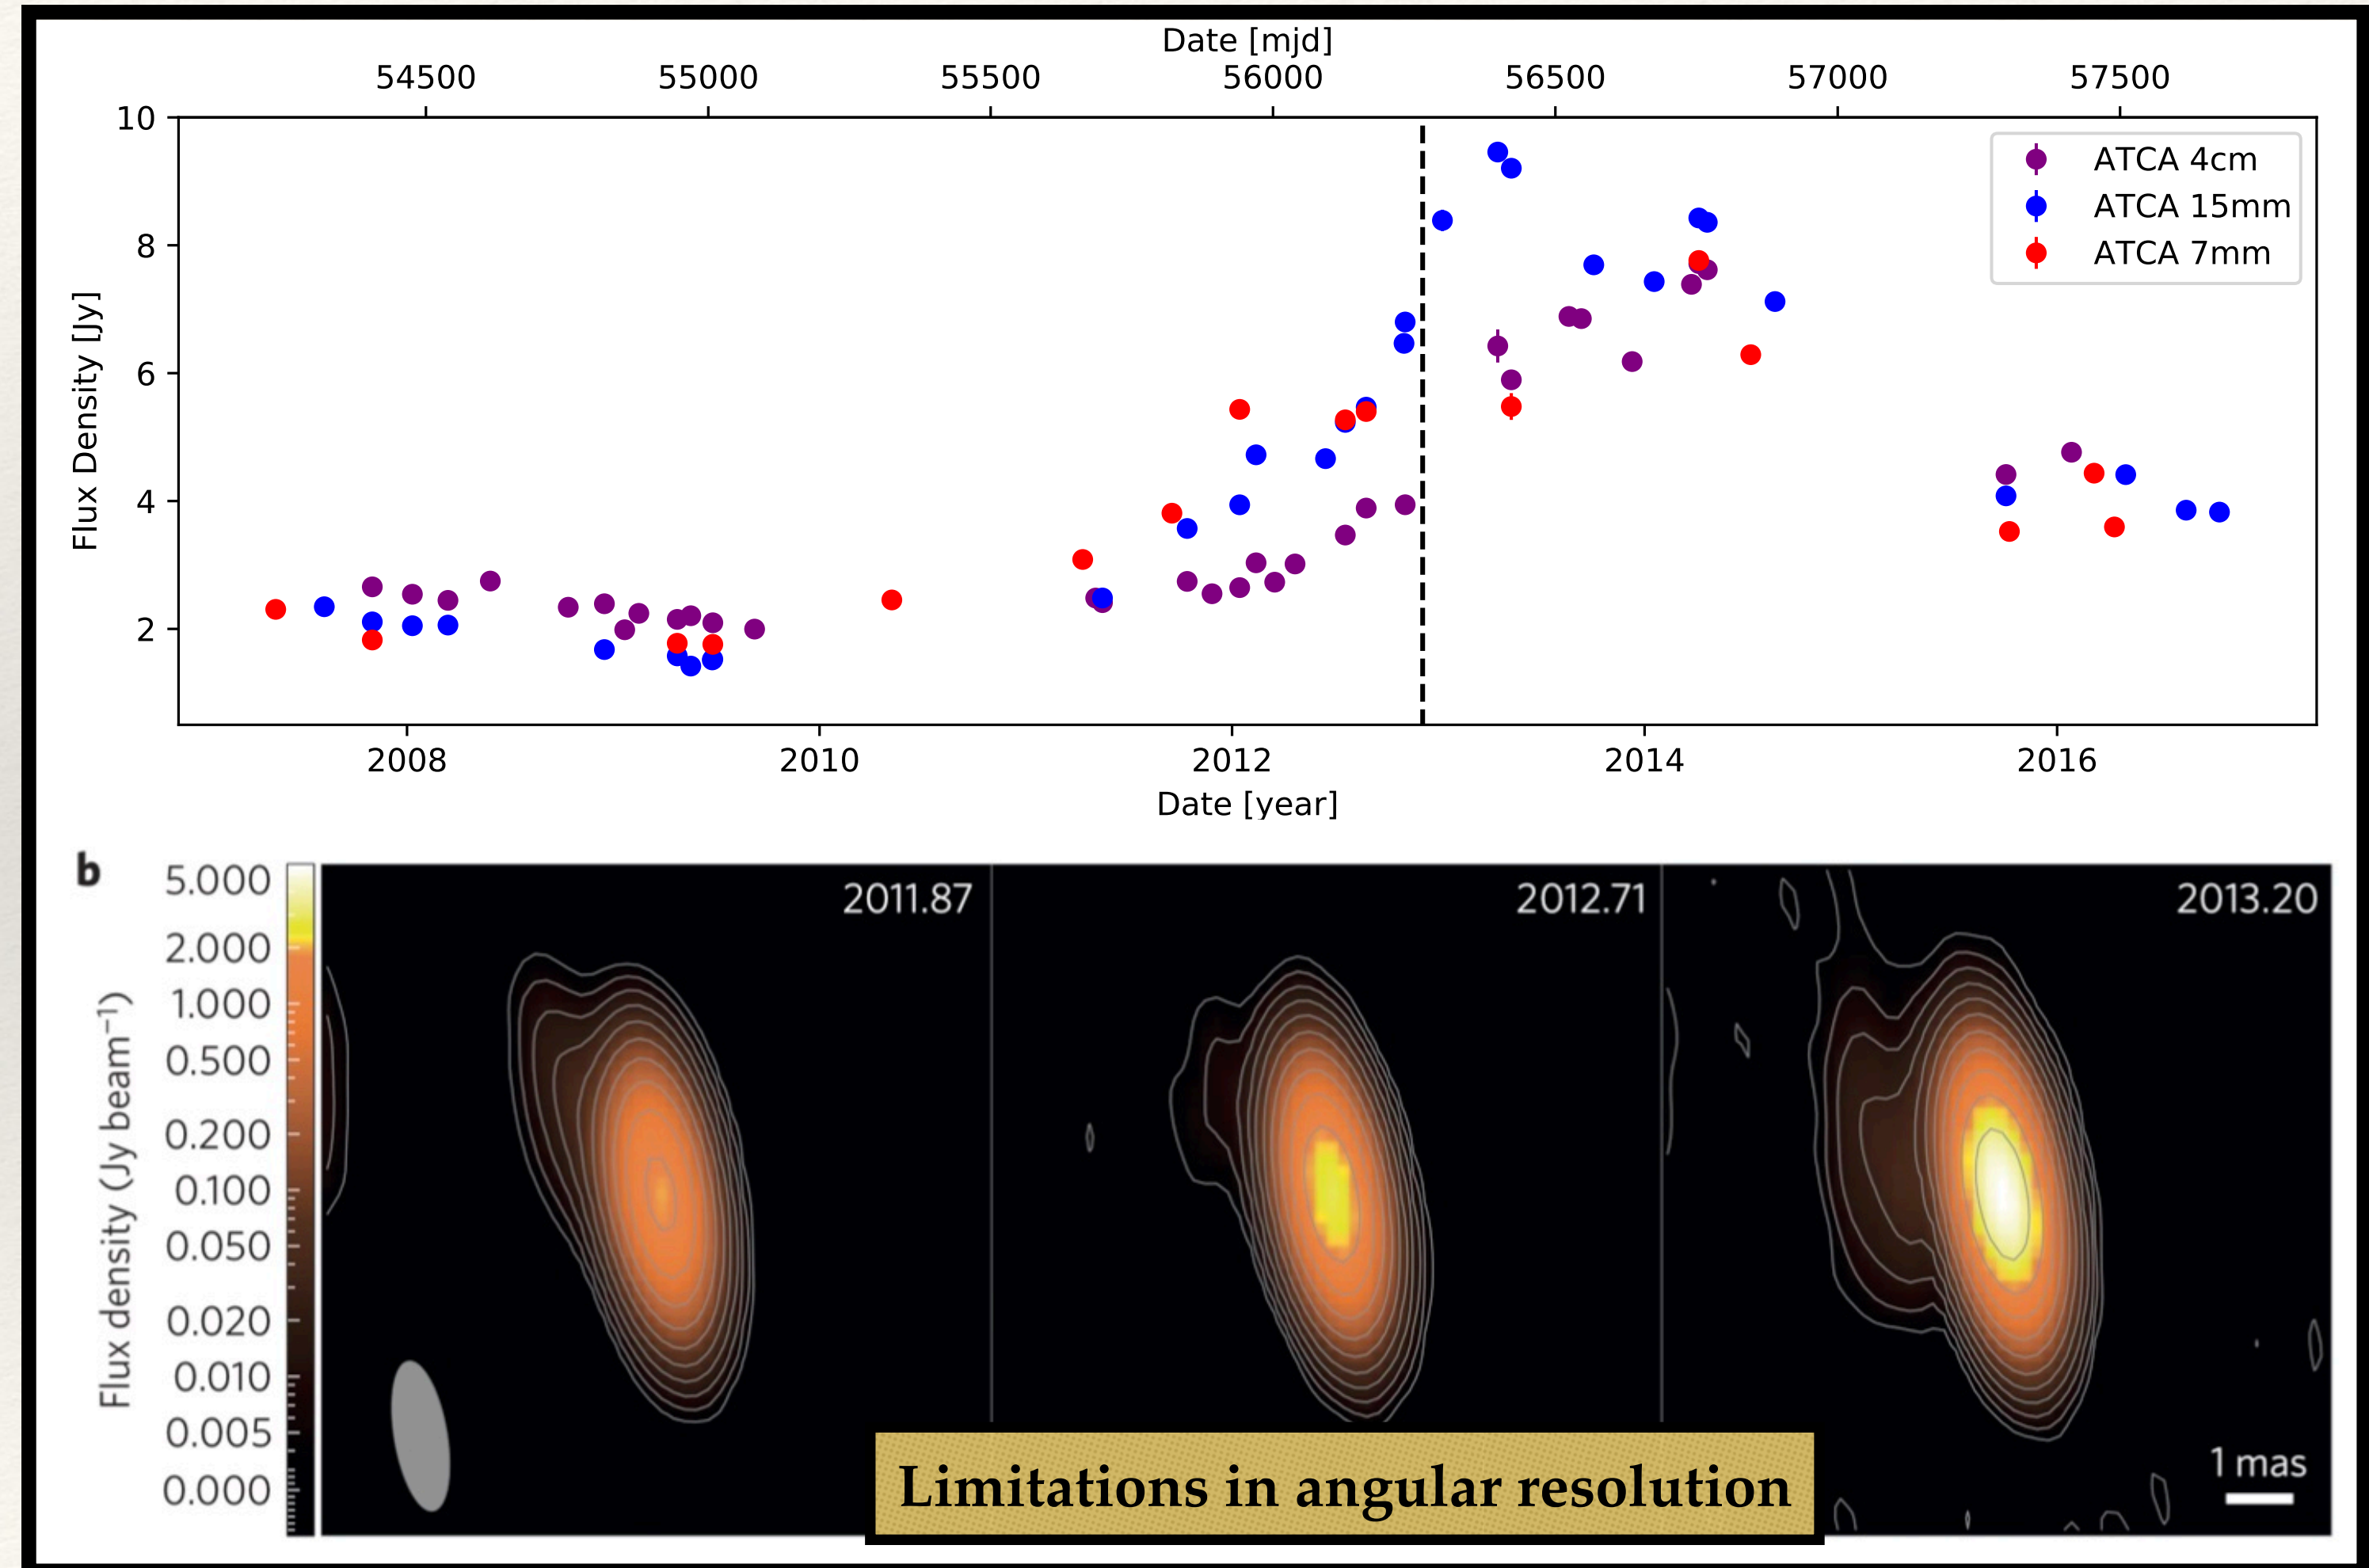 Date [mjd]
54500 55000 55500 56000 56500 57000 57500
10
8
6
4
2
Flux Density [Jy]
ATCA 4cm
ATCA 15mm
ATCA 7mm
2008 2010 2012 2014 2016
Date [year]
b
5.000
2.000
1.000
0.500
0.200
0.100
0.050
0.020
0.010
0.005
0.000
Flux density (Jy beam⁻¹)
2011.87
2012.71
2013.20
1 mas
Limitations in angular resolution